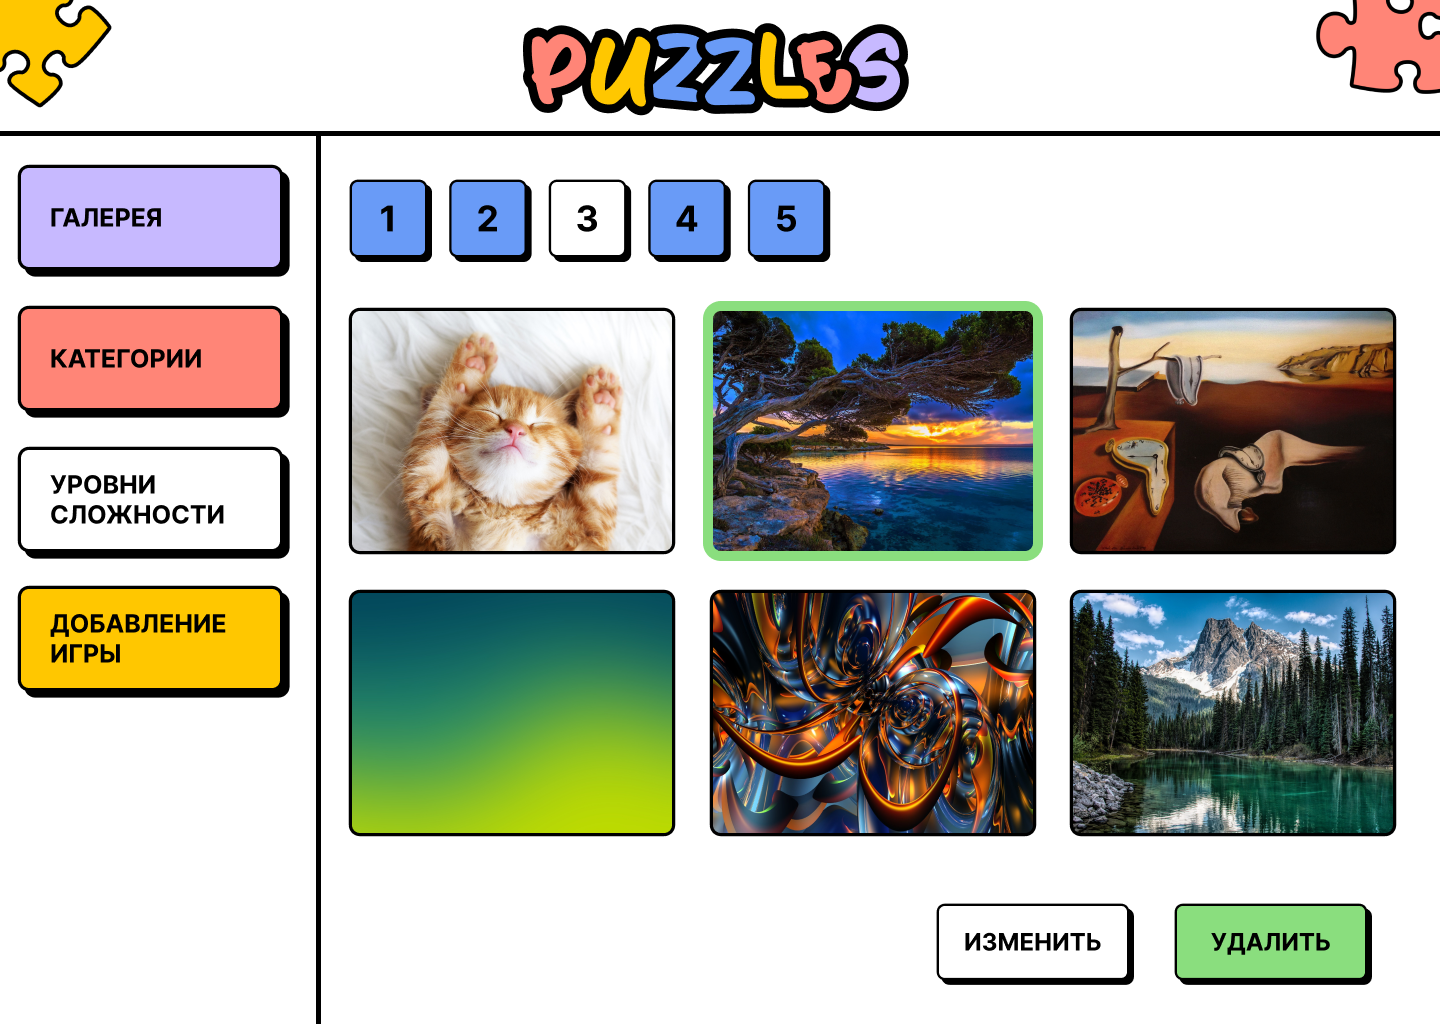 PUZZLES
ГАЛЕРЕЯ
КАТЕГОРИИ
УРОВНИ
СЛОЖНОСТИ
ДОБАВЛЕНИЕ
ИГРЫ
1 2 3 4 5
ИЗМЕНИТЬ УДАЛИТЬ